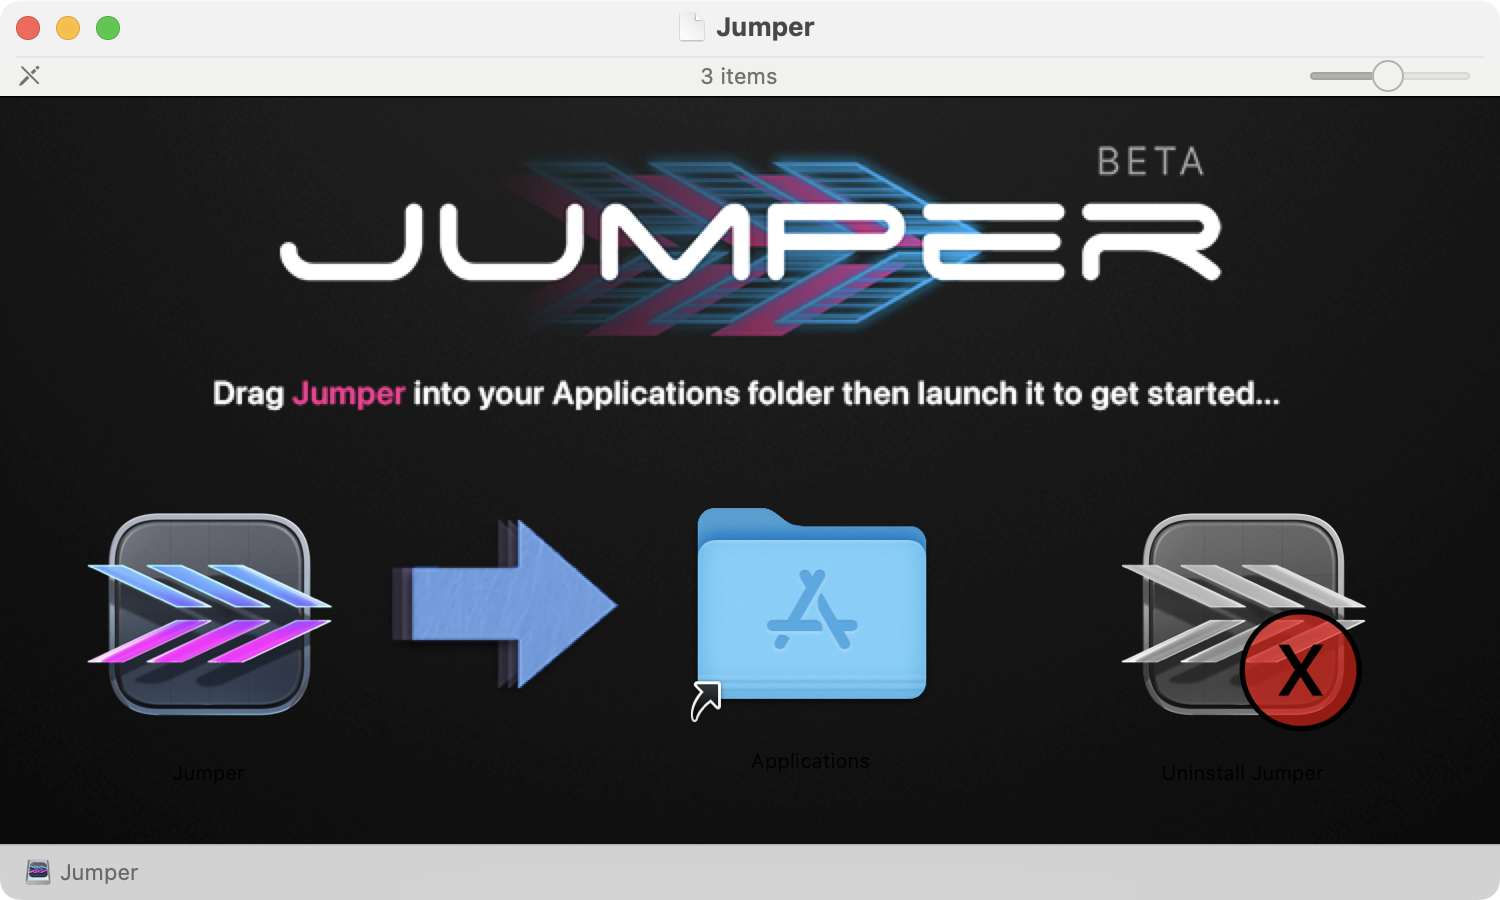 Jumper
3 items
BETA
JUMPER
Drag Jumper into your Applications folder then launch it to get started...
X
Applications
Jumper
Uninstall Jumper
Jumper